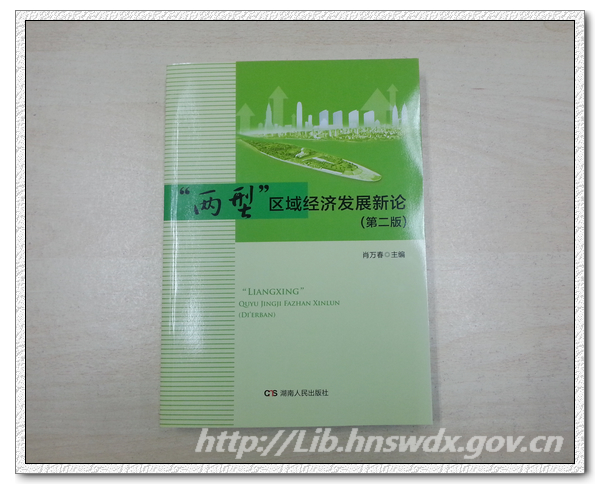 “两型”区域经济发展新论
(第二版)
肖万春○主编
“LIANGXING”
QUYU JINGJI FAZHAN XINLUN
(DI’ERBAN)
CS 湖南人民出版社
http://Lib.hnswdx.gov.cn